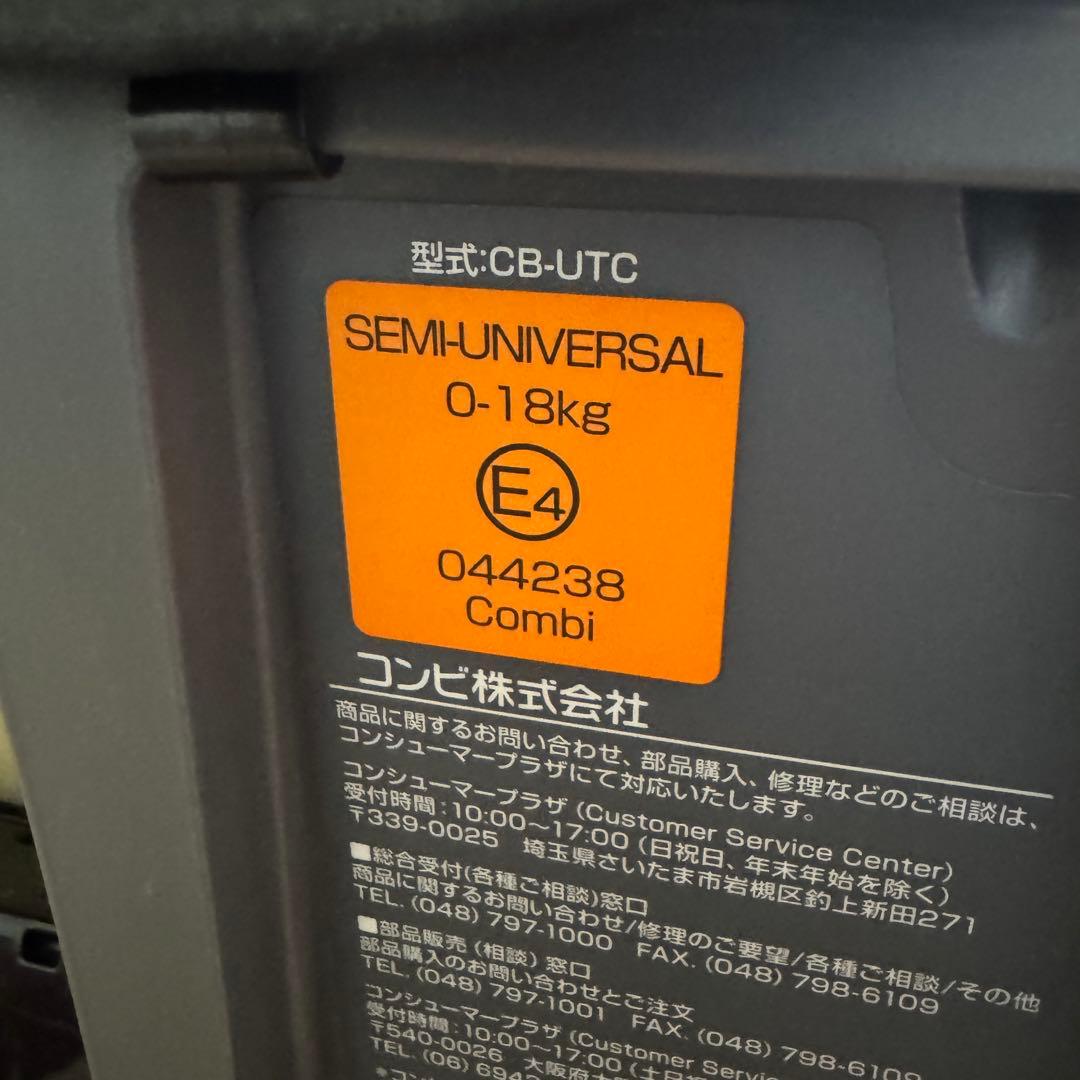 型式:CB-UTC
SEMI-UNIVERSAL
0-18kg
E4
044238
Combi
コンビ株式会社
商品に関するお問い合わせ、部品購入、修理などのご相談は、
コンシューマープラザにて対応いたします。
コンシューマープラザ (Customer Service Center)
受付時間:10:00~17:00 (日祝日、年末年始を除く)
〒339-0025 埼玉県さいたま市岩槻区釣上新田271
■総合受付(各種ご相談)窓口
商品に関するお問い合わせ/修理のご要望/各種ご相談/その他
TEL. (048) 797-1000 FAX. (048) 798-6109
■部品販売 (相談) 窓口
部品購入のお問い合わせとご注文
TEL. (048) 797-1001 FAX. (048) 798-6109
コンシューマープラザ (Customer
受付時間:10:00~17:00
〒540-0026 大阪府大
TEL. (06)